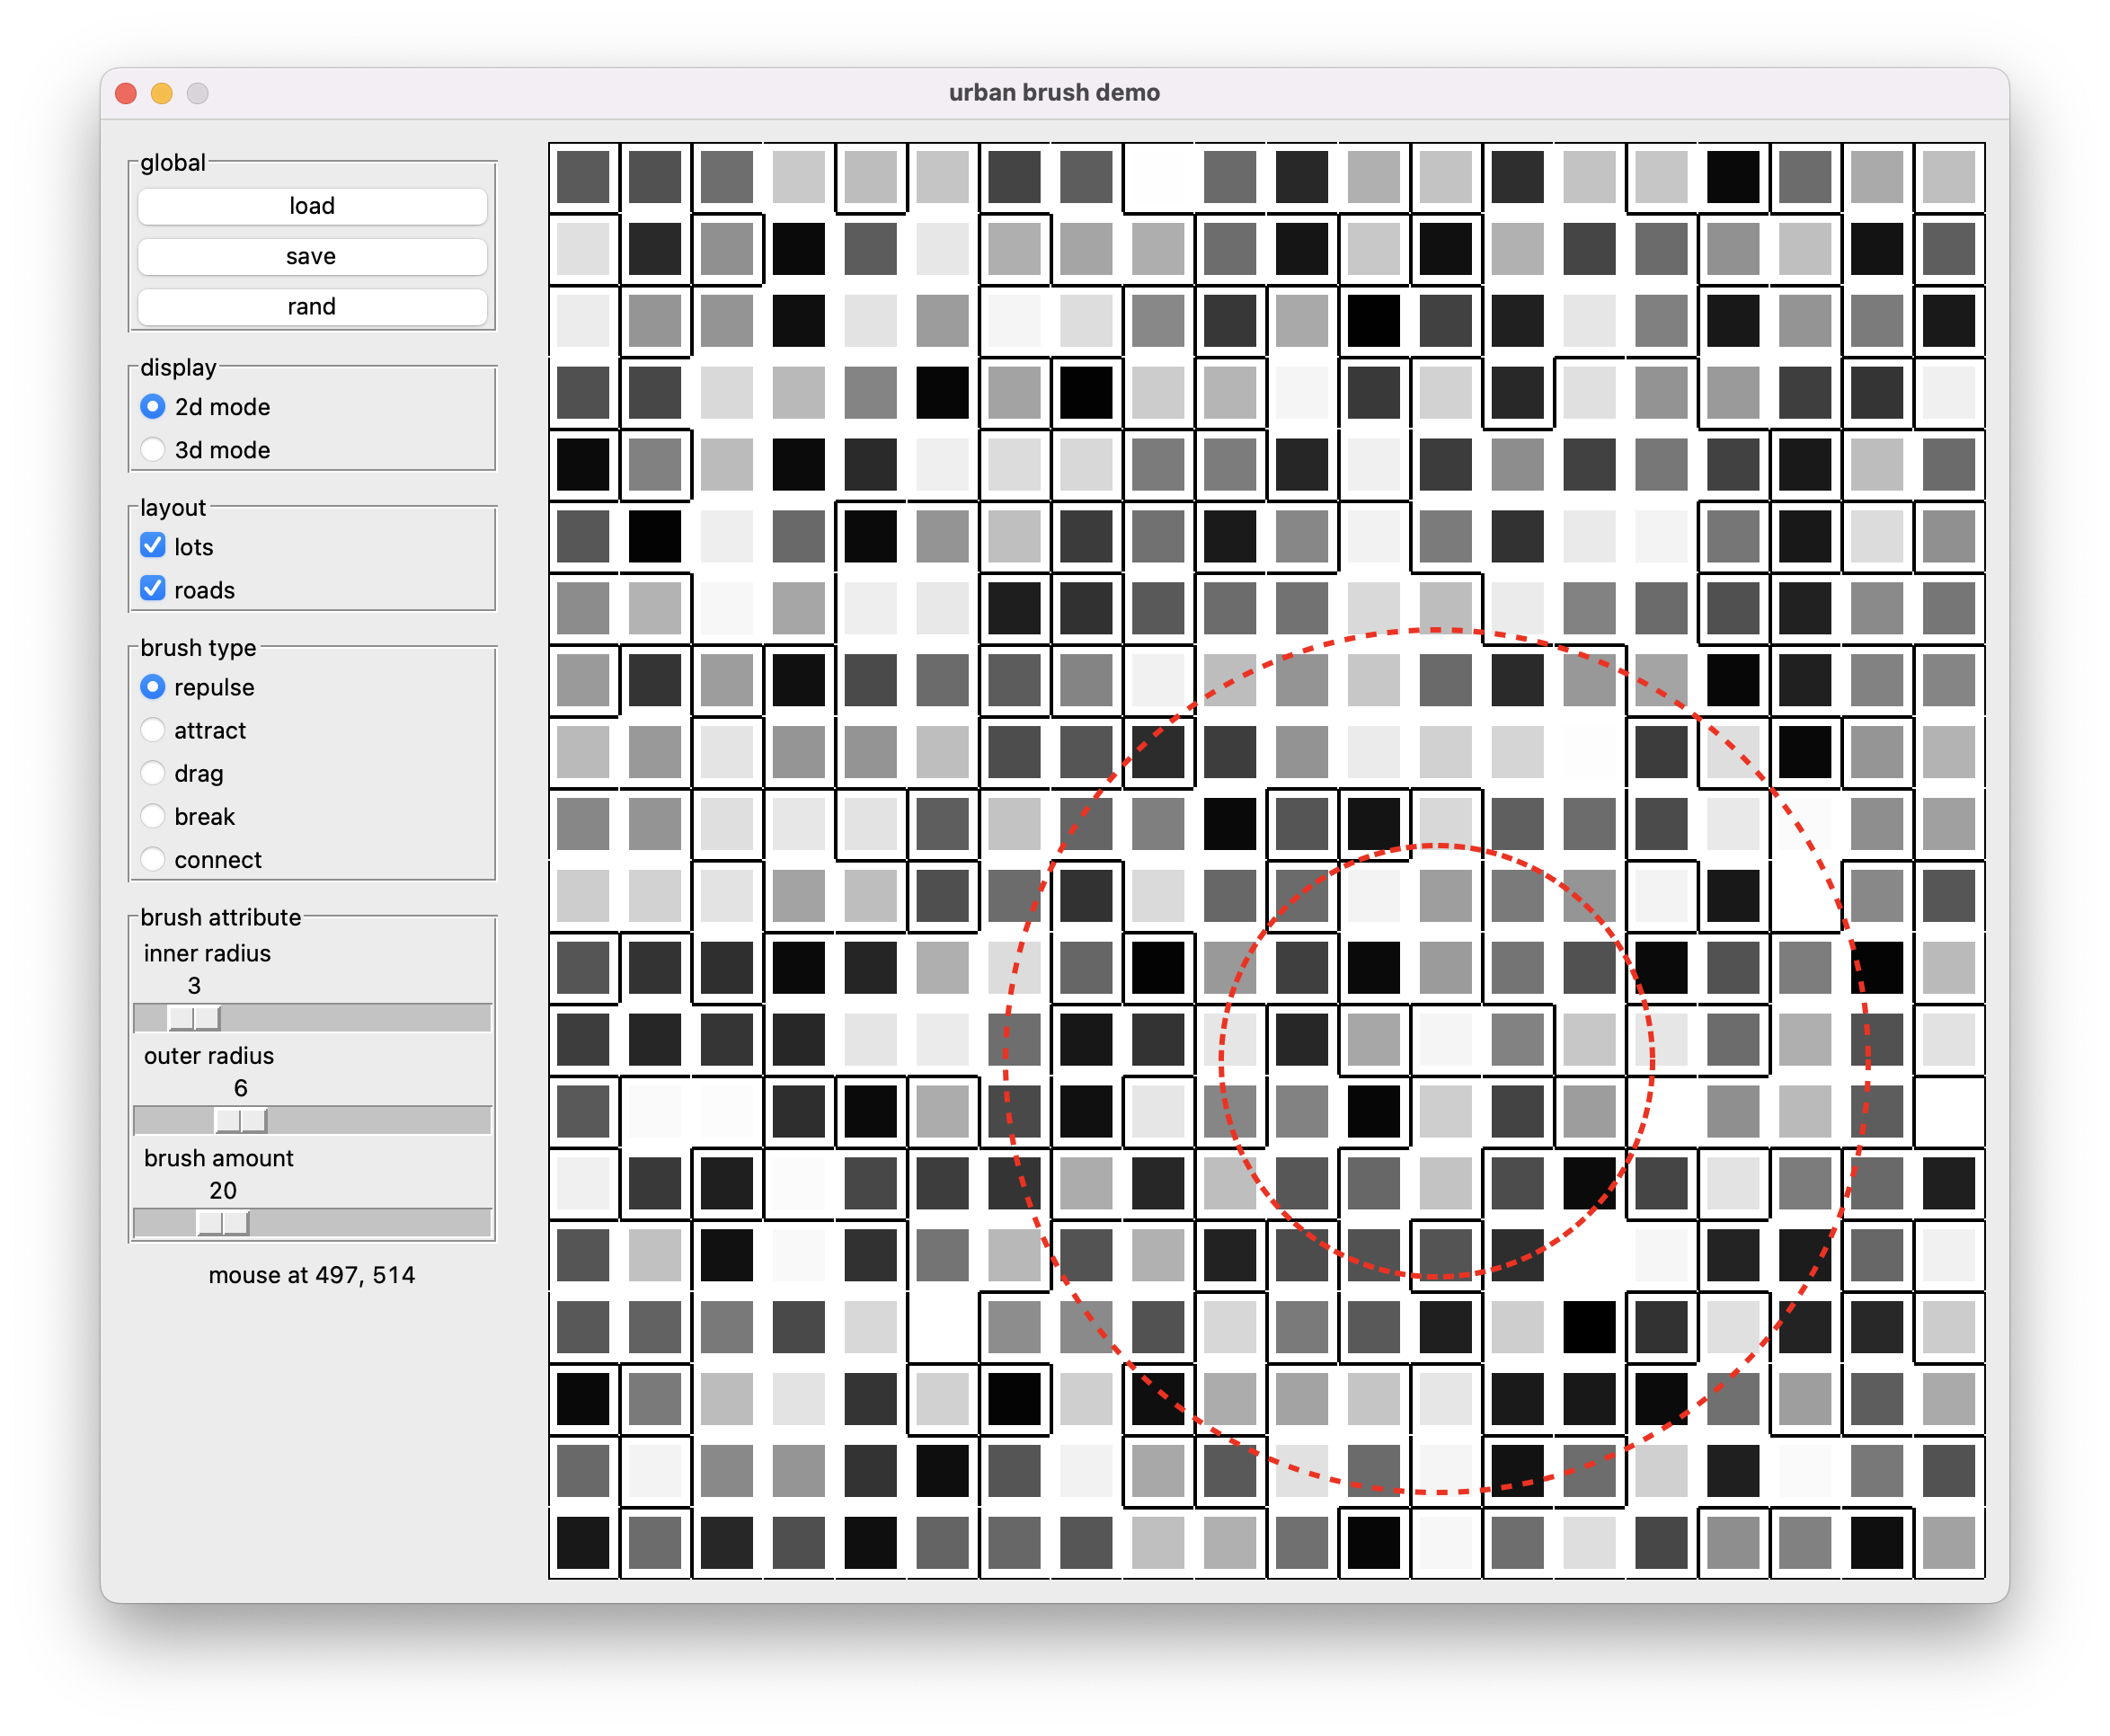 urban brush demo
global
load
save
rand
display
2d mode
3d mode
layout
lots
roads
brush type
repulse
attract
drag
break
connect
brush attribute
inner radius
3
outer radius
6
brush amount
20
mouse at 497, 514